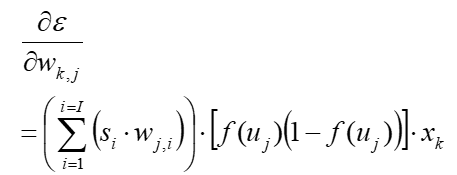 ∂ε
∂w_{k,j}
= ( ∑_{i=1}^{i=I} (s_i · w_{j,i}) ) · [f(u_j)(1 − f(u_j))] · x_k